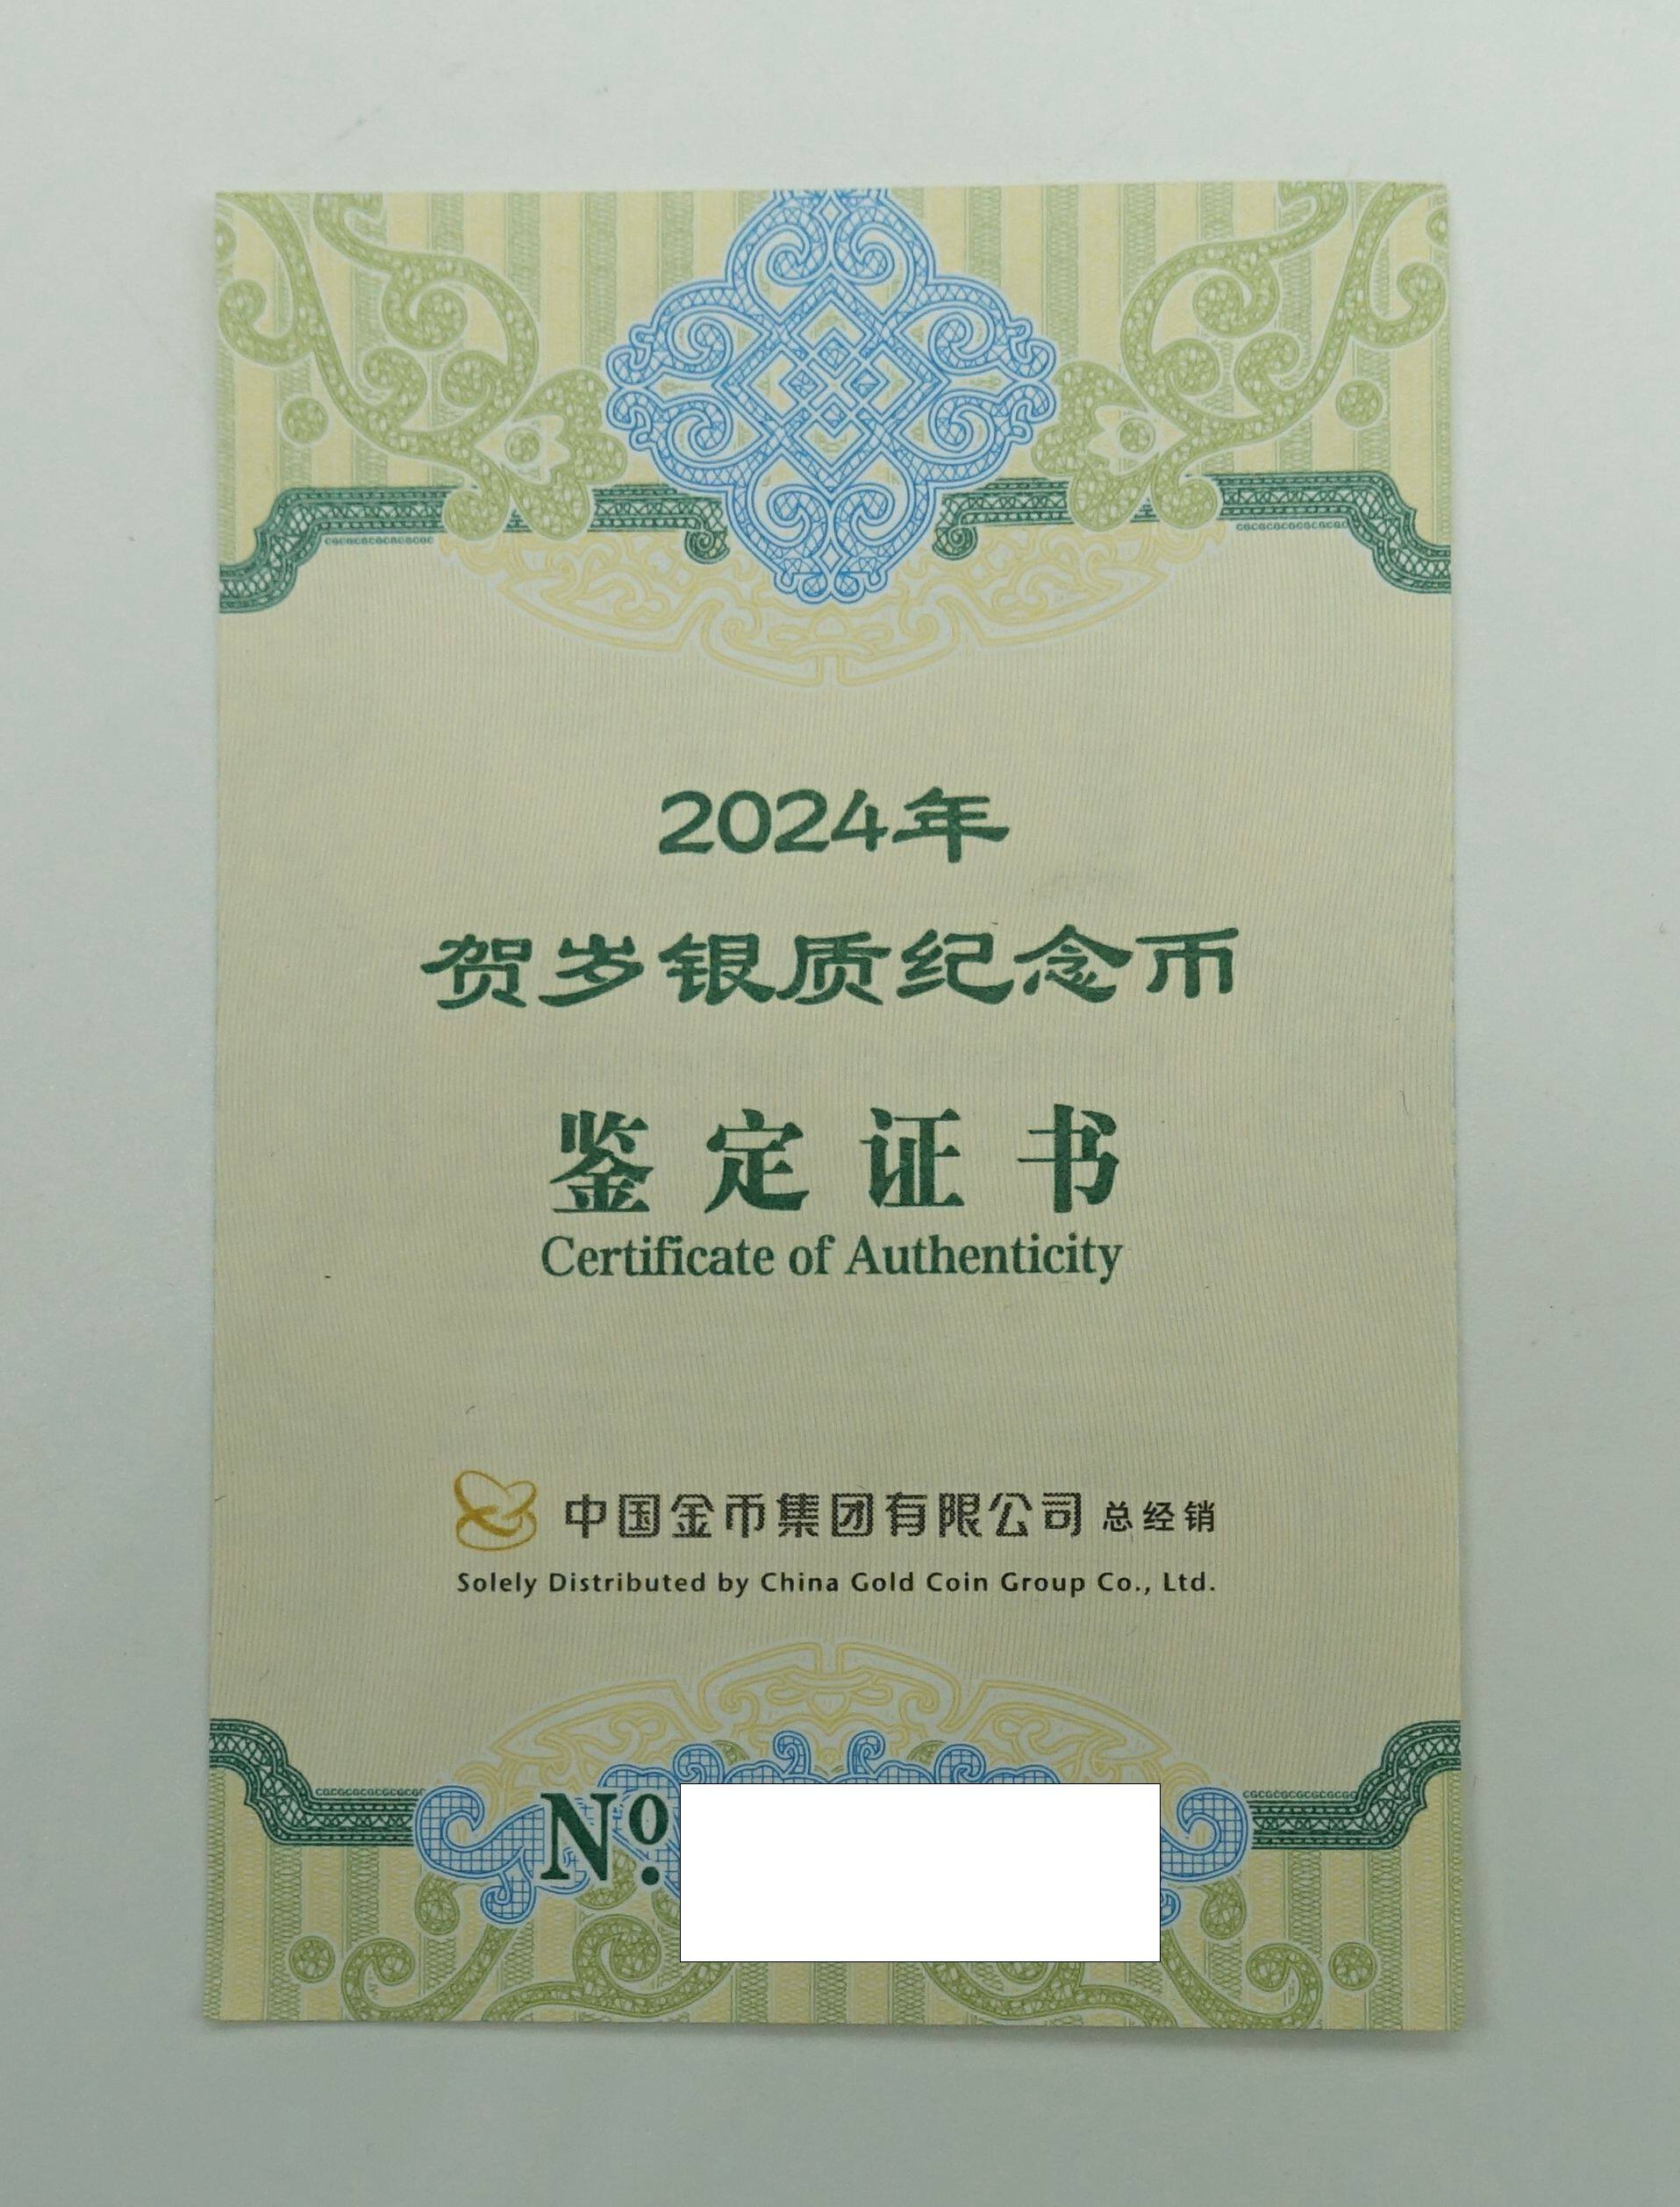 2024年
贺岁银质纪念币
鉴定证书
Certificate of Authenticity
中国金币集团有限公司 总经销
Solely Distributed by China Gold Coin Group Co., Ltd.
Nº